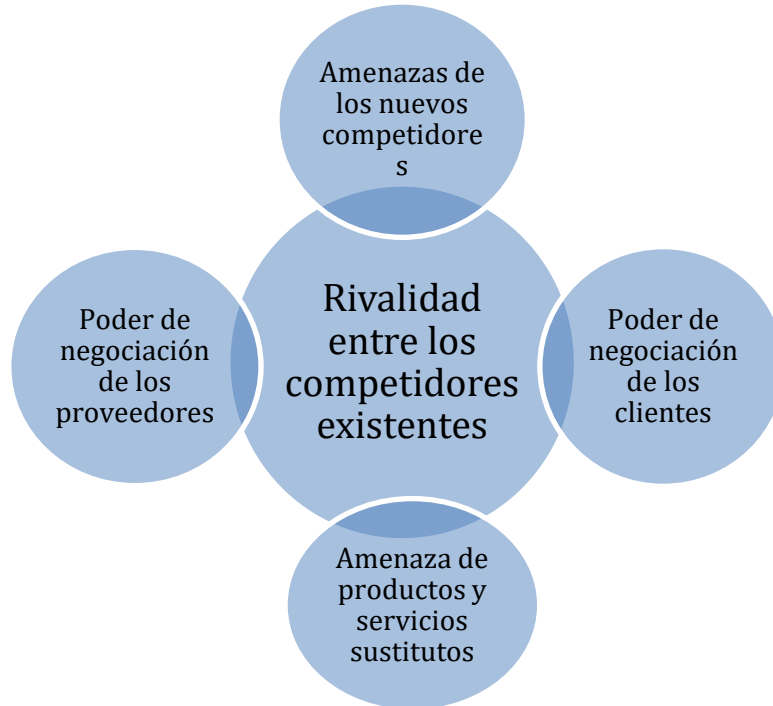 Amenazas de
los nuevos
competidore
s
Rivalidad
entre los
competidores
existentes
Poder de
negociación
de los
proveedores
Poder de
negociación
de los
clientes
Amenaza de
productos y
servicios
sustitutos